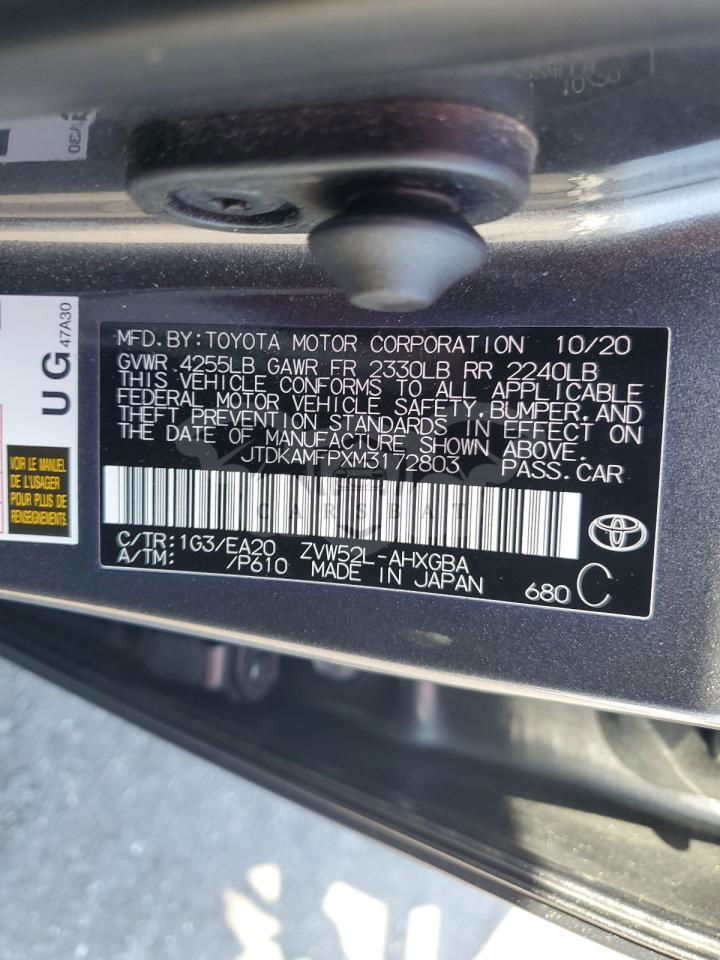 10X30
UG
47A30
VOIR LE MANUEL
DE L'USAGER
POUR PLUS DE
RENSEIGNEMENTS
MFD.BY:TOYOTA MOTOR CORPORATION 10/20
GVWR 4255LB GAWR FR 2330LB RR 2240LB
THIS VEHICLE CONFORMS TO ALL APPLICABLE
FEDERAL MOTOR VEHICLE SAFETY,BUMPER,AND
THEFT PREVENTION STANDARDS IN EFFECT ON
THE DATE OF MANUFACTURE SHOWN ABOVE.
JTDKAMFPXM3172803 PASS.CAR
CARSBAR
C/TR:1G3/EA20 ZVW52L-AHXGBA
A/TM: /P610 MADE IN JAPAN 680 C